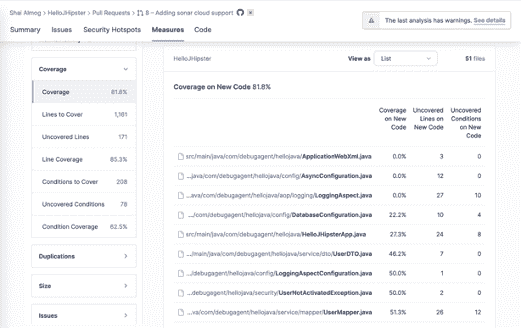 Shai Almog > HelloJHipster > Pull Requests > 8 – Adding sonar cloud support
The last analysis has warnings. See details
Summary Issues Security Hotspots Measures Code
HelloJHipster View as List 51 files
Coverage
Coverage 81.8%
Lines to Cover 1,161
Uncovered Lines 171
Line Coverage 85.3%
Conditions to Cover 208
Uncovered Conditions 78
Condition Coverage 62.5%
Duplications
Size
Issues
Coverage on New Code 81.8%
Coverage on New Code Uncovered Lines on New Code Uncovered Conditions on New Code
src/main/java/com/debugagent/hellojava/ApplicationWebXml.java 0.0% 3 0
...java/com/debugagent/hellojava/config/AsyncConfiguration.java 0.0% 12 0
...ava/com/debugagent/hellojava/aop/logging/LoggingAspect.java 0.0% 27 10
.../com/debugagent/hellojava/config/DatabaseConfiguration.java 22.2% 10 4
src/main/java/com/debugagent/hellojava/HelloJHipsterApp.java 27.3% 24 8
.../main/java/com/debugagent/hellojava/service/dto/UserDTO.java 46.2% 7 0
.../debugagent/hellojava/config/LoggingAspectConfiguration.java 50.0% 1 0
...debugagent/hellojava/security/UserNotActivatedException.java 50.0% 2 0
...va/com/debugagent/hellojava/service/mapper/UserMapper.java 51.3% 26 12